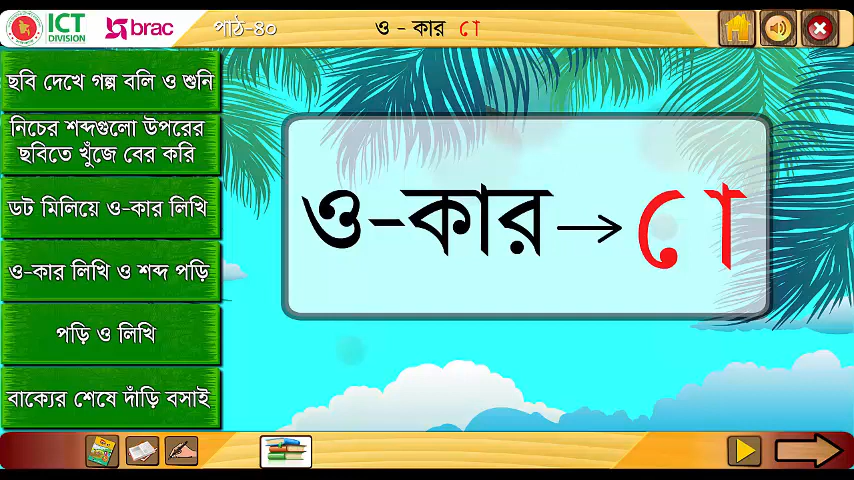 ICT
DIVISION
brac
পাঠ-৪০
ও - কার ো
ছবি দেখে গল্প বলি ও শুনি
নিচের শব্দগুলো উপরের
ছবিতে খুঁজে বের করি
ডট মিলিয়ে ও-কার লিখি
ও-কার লিখি ও শব্দ পড়ি
পড়ি ও লিখি
বাক্যের শেষে দাঁড়ি বসাই
ও-কার→ো